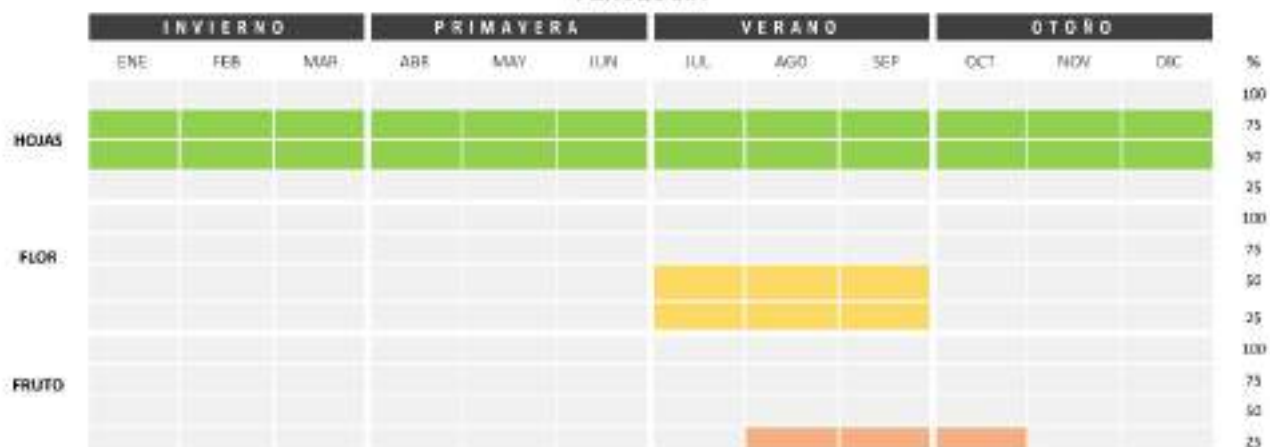 INVIERNO PRIMAVERA VERANO OTOÑO
ENE FEB MAR ABR MAY JUN JUL AGO SEP OCT NOV DIC %
100
75
HOJAS
50
25
100
75
FLOR
50
25
100
FRUTO 75
50
25